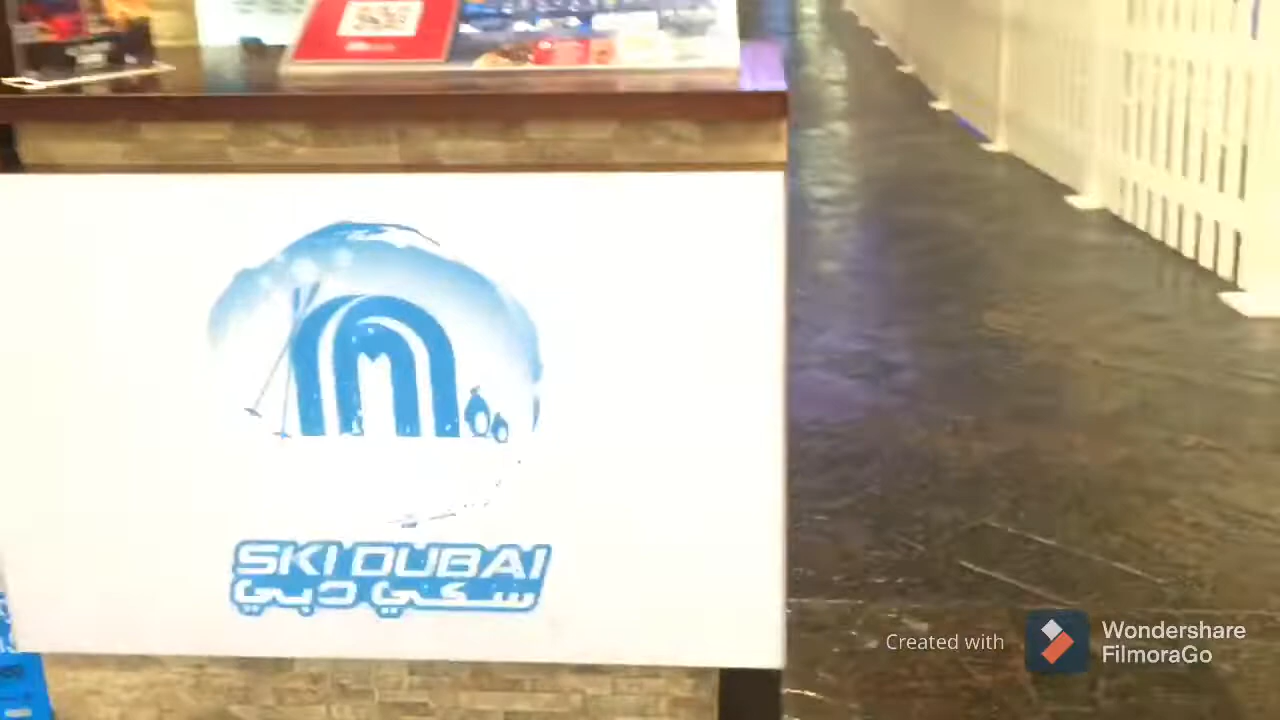 SKI DUBAI
سكي دبي
Created with
Wondershare
FilmoraGo